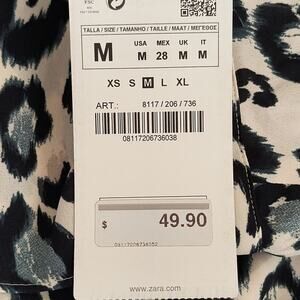 FSC
TALLA / SIZE / TAMANHO / TAILLE / MAAT / ΜΕΓΕΘΟΣ
M
USA MEX UK IT
M 28 M M
XS S M L XL
ART.: 8117 / 206 / 736
08117206736038
$ 49.90
www.zara.com